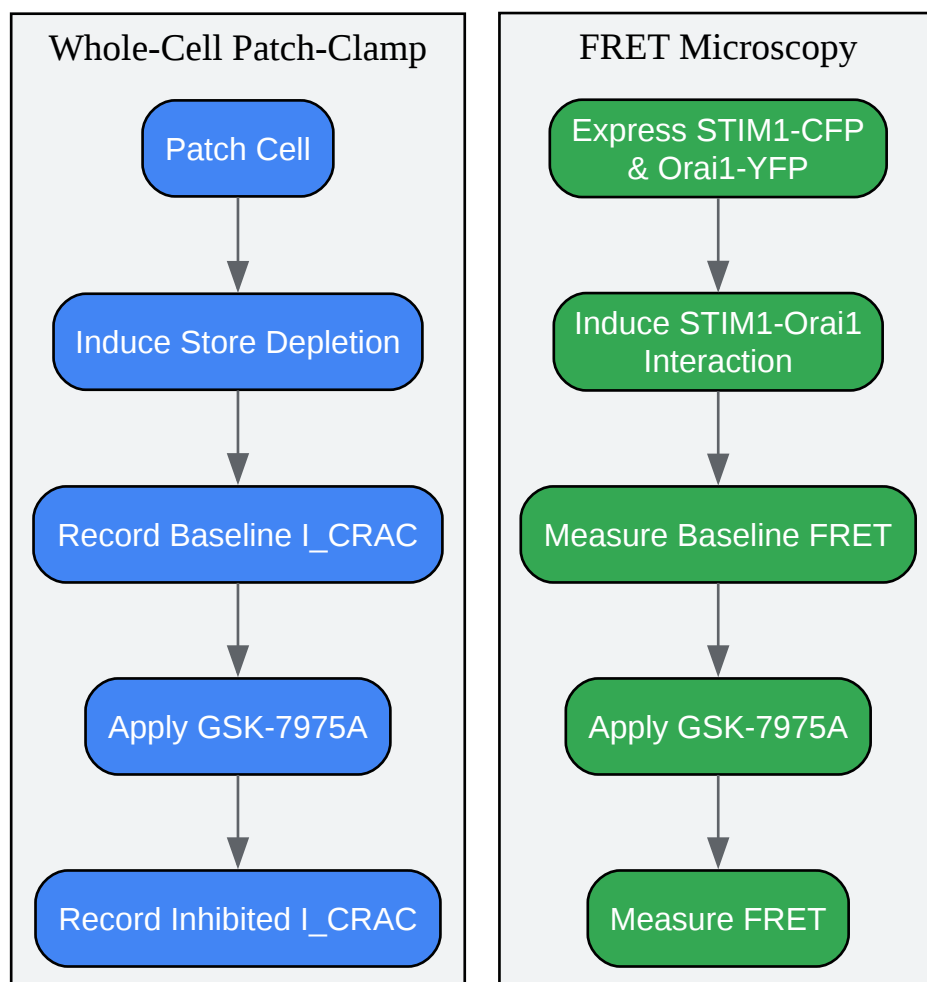 Whole-Cell Patch-Clamp
Patch Cell
Induce Store Depletion
Record Baseline I_CRAC
Apply GSK-7975A
Record Inhibited I_CRAC
FRET Microscopy
Express STIM1-CFP
& Orai1-YFP
Induce STIM1-Orai1
Interaction
Measure Baseline FRET
Apply GSK-7975A
Measure FRET